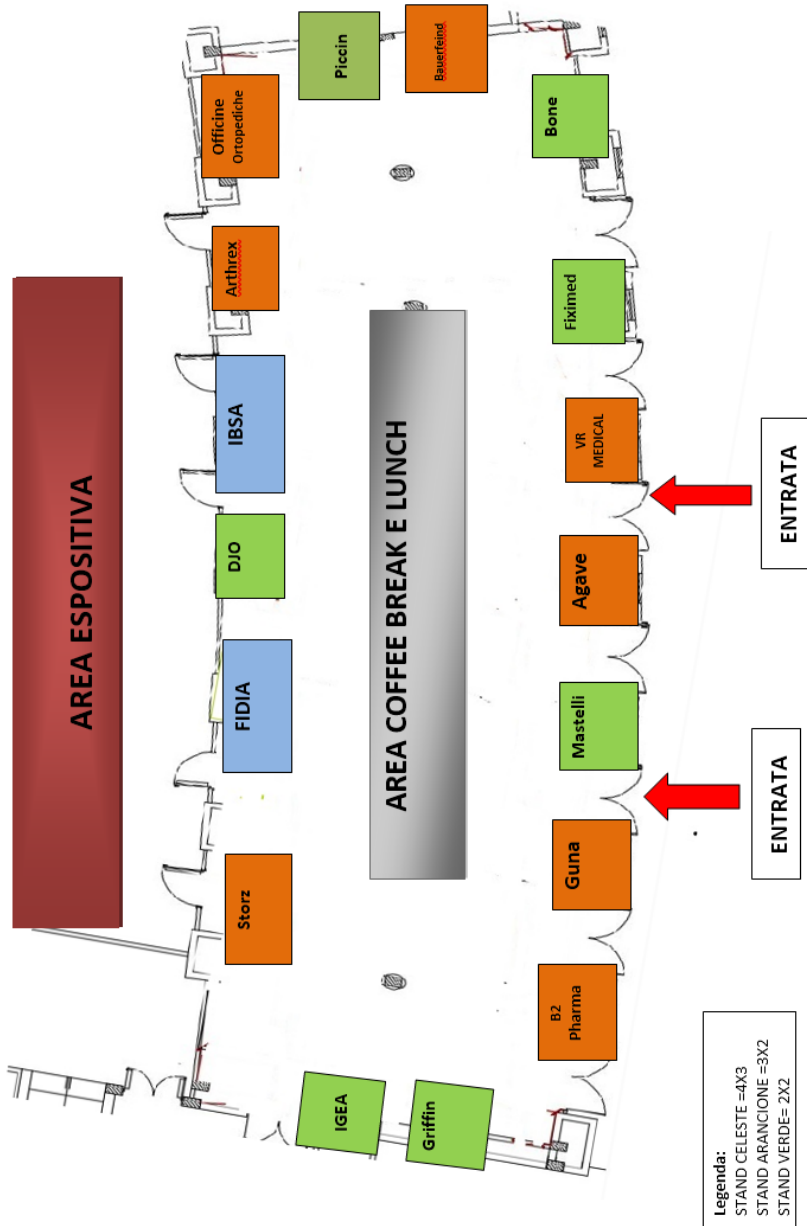 AREA ESPOSITIVA
Storz
FIDIA
DJO
IBSA
Arthrex
Officine
Ortopediche
Piccin
Bauerfeind
AREA COFFEE BREAK E LUNCH
IGEA
Griffin
B2
Pharma
Guna
Mastelli
Agave
VR
MEDICAL
Fiximed
Bone
ENTRATA
ENTRATA
Legenda:
STAND CELESTE =4X3
STAND ARANCIONE =3X2
STAND VERDE= 2X2